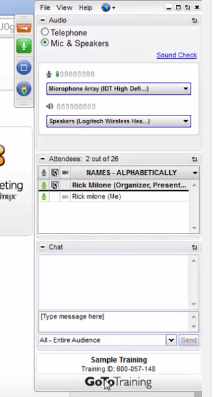 File View Help
Audio
Telephone
Mic & Speakers
Sound Check
Microphone Array (IDT High Defi...)
Speakers (Logitech Wireless Hea...)
Attendees: 2 out of 26
NAMES - ALPHABETICALLY
Rick Milone (Organizer, Present...
Rick milone (Me)
Chat
[Type message here]
All - Entire Audience
Send
Sample Training
Training ID: 600-057-148
GoToTraining